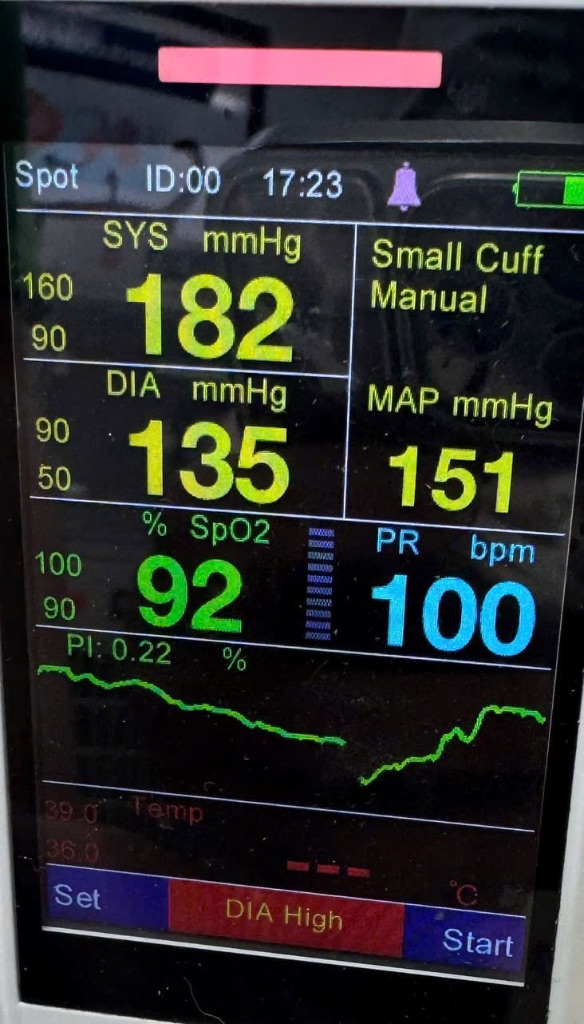 Spot ID:00 17:23
SYS mmHg
160
90
182
Small Cuff
Manual
DIA mmHg
90
50
135
MAP mmHg
151
% SpO2
100
90
92
PR bpm
100
PI: 0.22 %
39.0 Temp
36.0
---
°C
Set
DIA High
Start